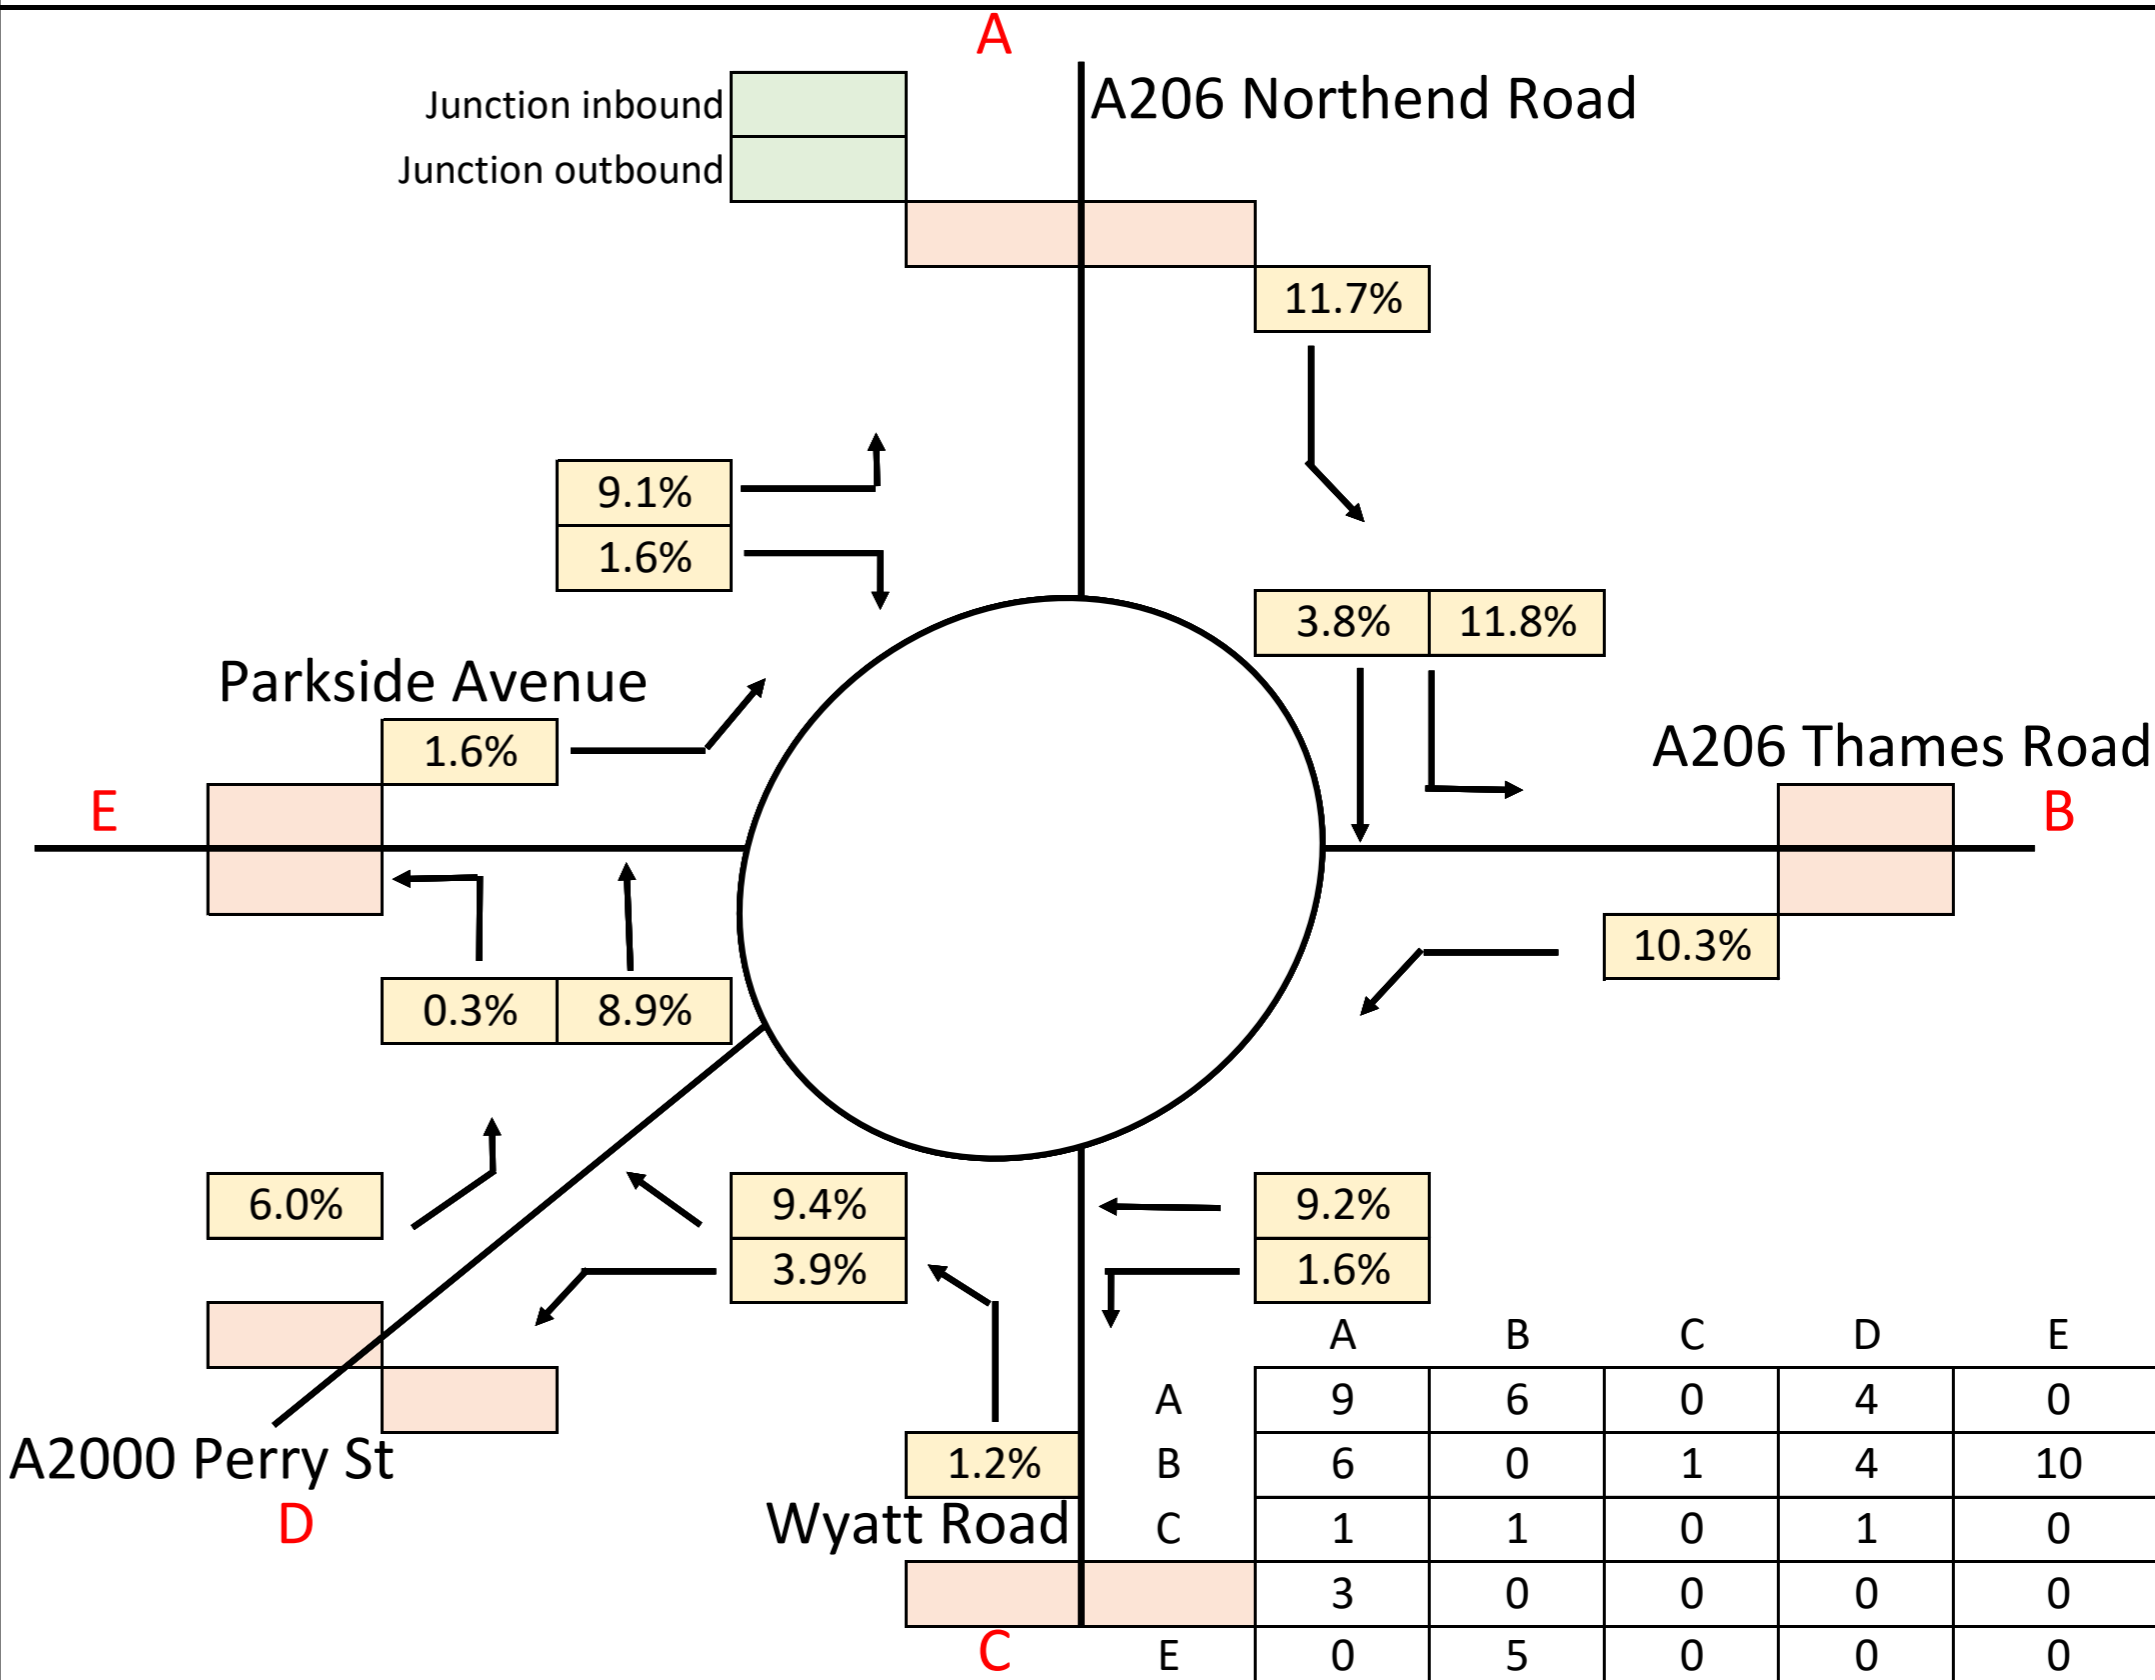 A
A206 Northend Road
Junction inbound
Junction outbound
11.7%
9.1%
1.6%
3.8% 11.8%
Parkside Avenue
1.6%
A206 Thames Road
E
B
10.3%
0.3% 8.9%
6.0%
9.4%
9.2%
3.9%
1.6%
A B C D E
A 9 6 0 4 0
A2000 Perry St
1.2%
B 6 0 1 4 10
D
Wyatt Road
C 1 1 0 1 0
3 0 0 0 0
C
E 0 5 0 0 0